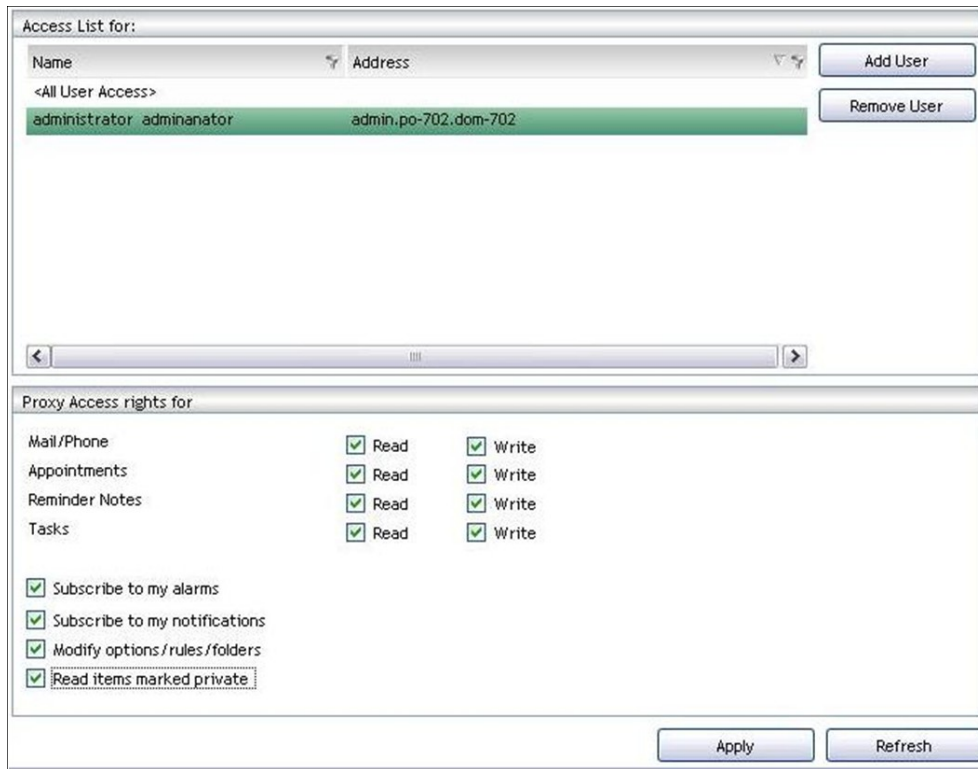 Access List for:
Name Address
Add User
<All User Access>
Remove User
administrator adminanator admin.po-702.dom-702
Proxy Access rights for
Mail/Phone Read Write
Appointments Read Write
Reminder Notes Read Write
Tasks Read Write
Subscribe to my alarms
Subscribe to my notifications
Modify options/rules/folders
Read items marked private
Apply Refresh